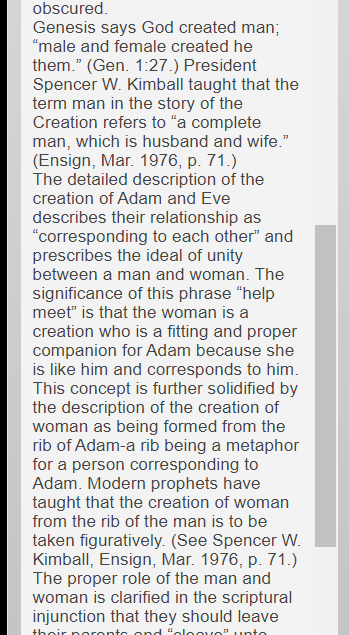 obscured.
Genesis says God created man;
“male and female created he
them.” (Gen. 1:27.) President
Spencer W. Kimball taught that the
term man in the story of the
Creation refers to “a complete
man, which is husband and wife.”
(Ensign, Mar. 1976, p. 71.)
The detailed description of the
creation of Adam and Eve
describes their relationship as
“corresponding to each other” and
prescribes the ideal of unity
between a man and woman. The
significance of this phrase “help
meet” is that the woman is a
creation who is a fitting and proper
companion for Adam because she
is like him and corresponds to him.
This concept is further solidified by
the description of the creation of
woman as being formed from the
rib of Adam-a rib being a metaphor
for a person corresponding to
Adam. Modern prophets have
taught that the creation of woman
from the rib of the man is to be
taken figuratively. (See Spencer W.
Kimball, Ensign, Mar. 1976, p. 71.)
The proper role of the man and
woman is clarified in the scriptural
injunction that they should leave
their parents and “cleave” unto